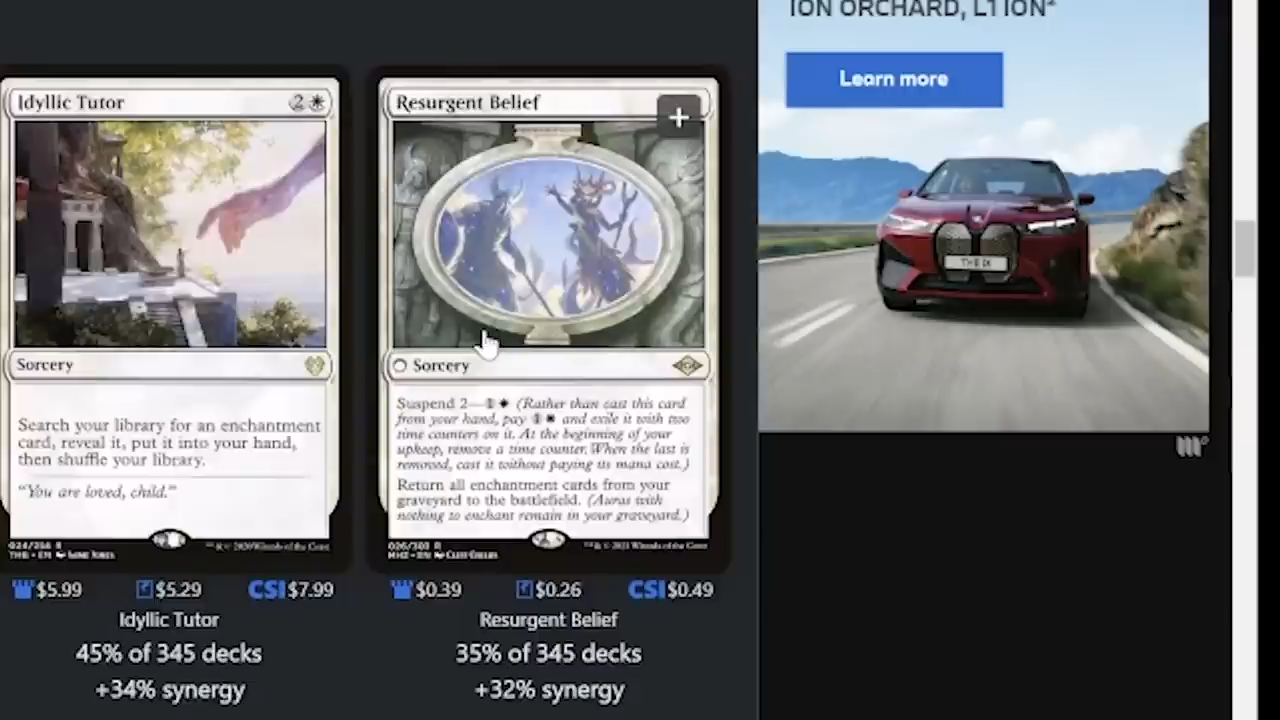 ION ORCHARD, L1 ION²
Learn more
Idyllic Tutor
2
Sorcery
Search your library for an enchantment
card, reveal it, put it into your hand,
then shuffle your library.
"You are loved, child."
Resurgent Belief
+
Sorcery
Suspend 2—1 (Rather than cast this card
from your hand, pay 1 and exile it with two
time counters on it. At the beginning of your
upkeep, remove a time counter. When the last is
removed, cast it without paying its mana cost.)
Return all enchantment cards from your
graveyard to the battlefield. (Auras with
nothing to enchant remain in your graveyard.)
THE iX
$5.99 $5.29 CSI $7.99
Idyllic Tutor
45% of 345 decks
+34% synergy
$0.39 $0.26 CSI $0.49
Resurgent Belief
35% of 345 decks
+32% synergy